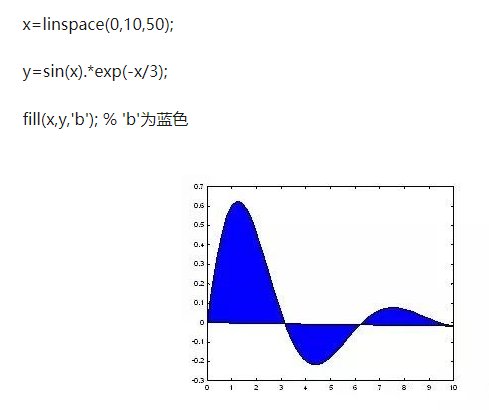 x=linspace(0,10,50);
y=sin(x).*exp(-x/3);
fill(x,y,'b'); % 'b'为蓝色
0.7
0.6
0.5
0.4
0.3
0.2
0.1
0
-0.1
-0.2
-0.3
0 1 2 3 4 5 6 7 8 9 10